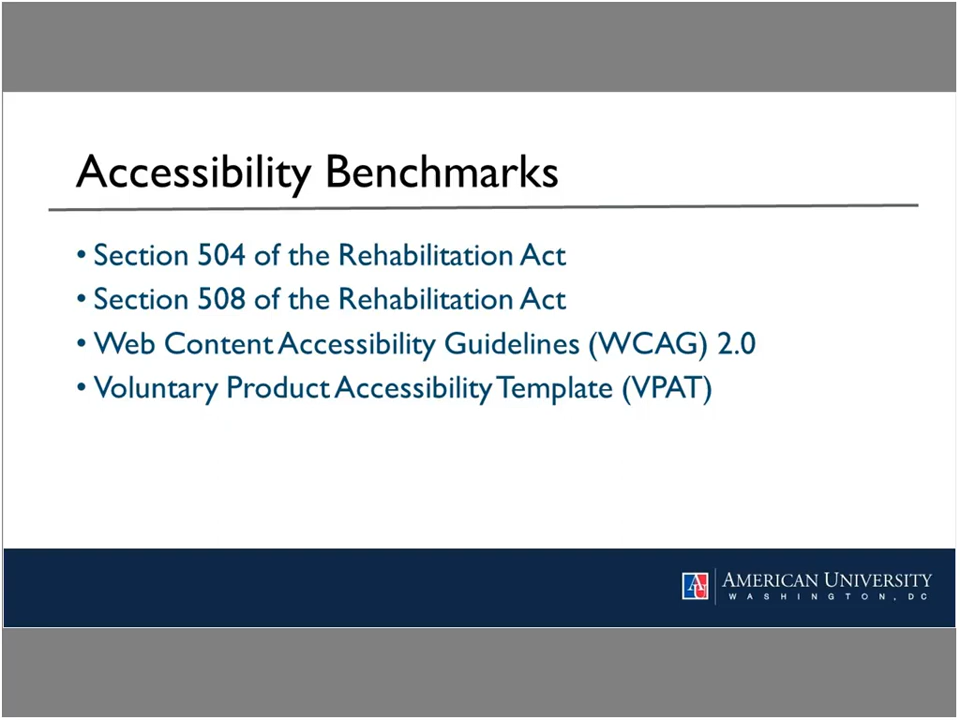 Accessibility Benchmarks
• Section 504 of the Rehabilitation Act
• Section 508 of the Rehabilitation Act
• Web Content Accessibility Guidelines (WCAG) 2.0
• Voluntary Product Accessibility Template (VPAT)
AU AMERICAN UNIVERSITY
WASHINGTON, DC